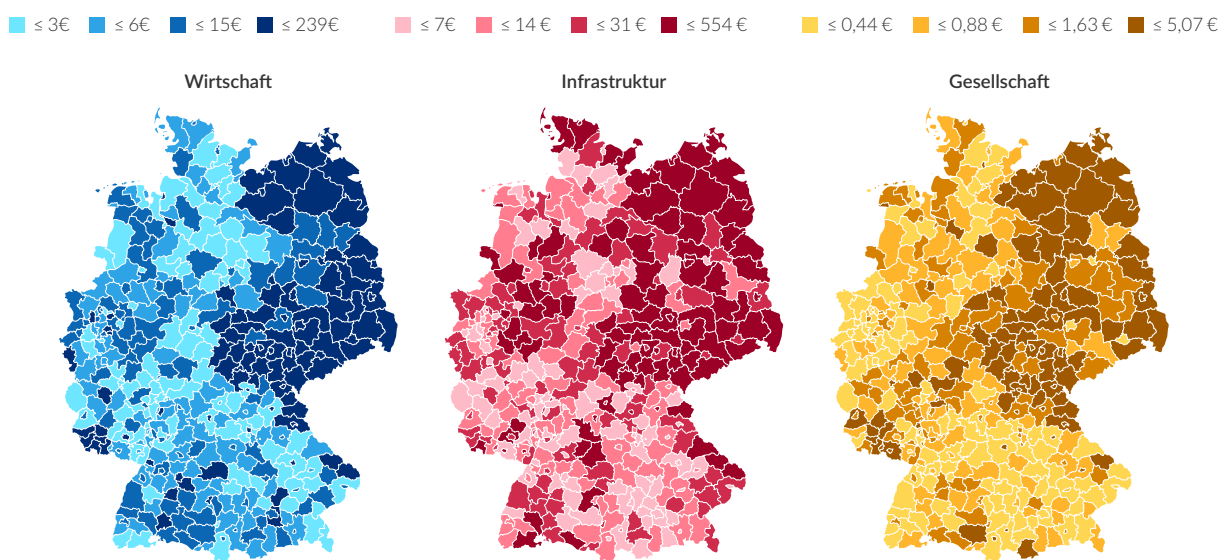 ≤ 3€ ≤ 6€ ≤ 15€ ≤ 239€ ≤ 7€ ≤ 14 € ≤ 31 € ≤ 554 € ≤ 0,44 € ≤ 0,88 € ≤ 1,63 € ≤ 5,07 €
Wirtschaft Infrastruktur Gesellschaft